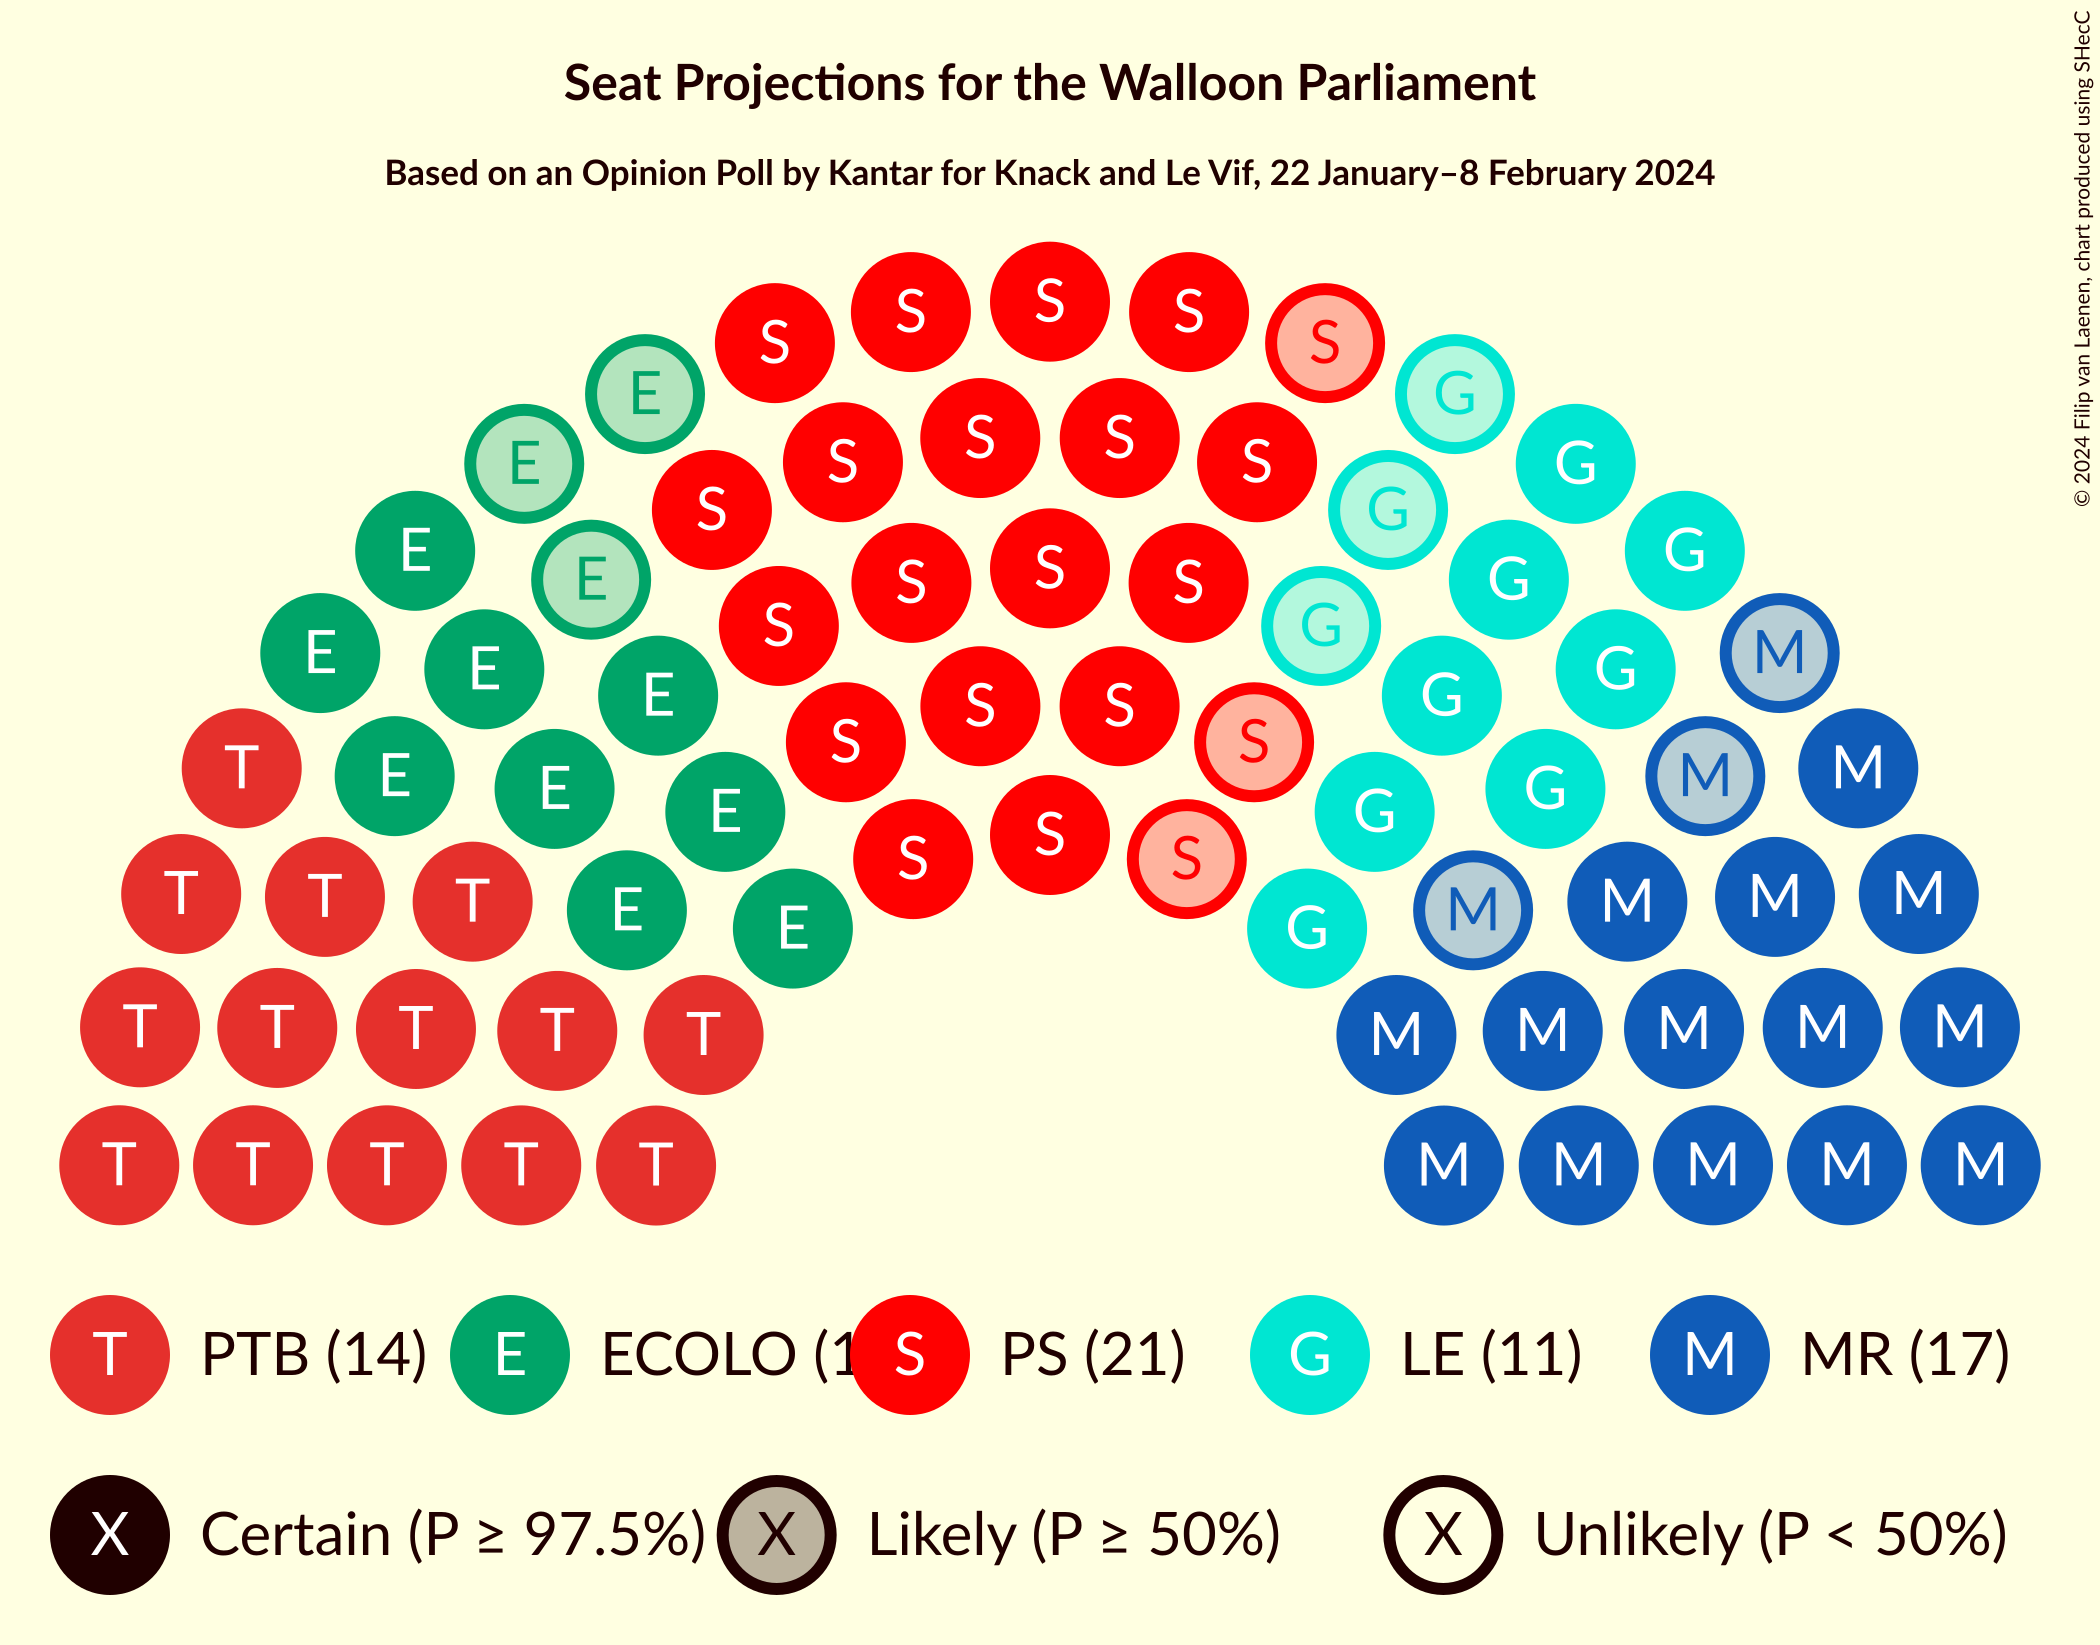 Seat Projections for the Walloon Parliament
Based on an Opinion Poll by Kantar for Knack and Le Vif, 22 January–8 February 2024
© 2024 Filip van Laenen, chart produced using SHecC
S S S S S
E S S S S S G
E S S S S S G G
E E S S S S G G G
E E E S S G G G M
T E E E S G G M M
T T T E E S G M M M M
T T T T T M M M M M
T T T T T M M M M M
T PTB (14) E ECOLO (1 S PS (21) G LE (11) M MR (17)
X Certain (P ≥ 97.5%) X Likely (P ≥ 50%) X Unlikely (P < 50%)